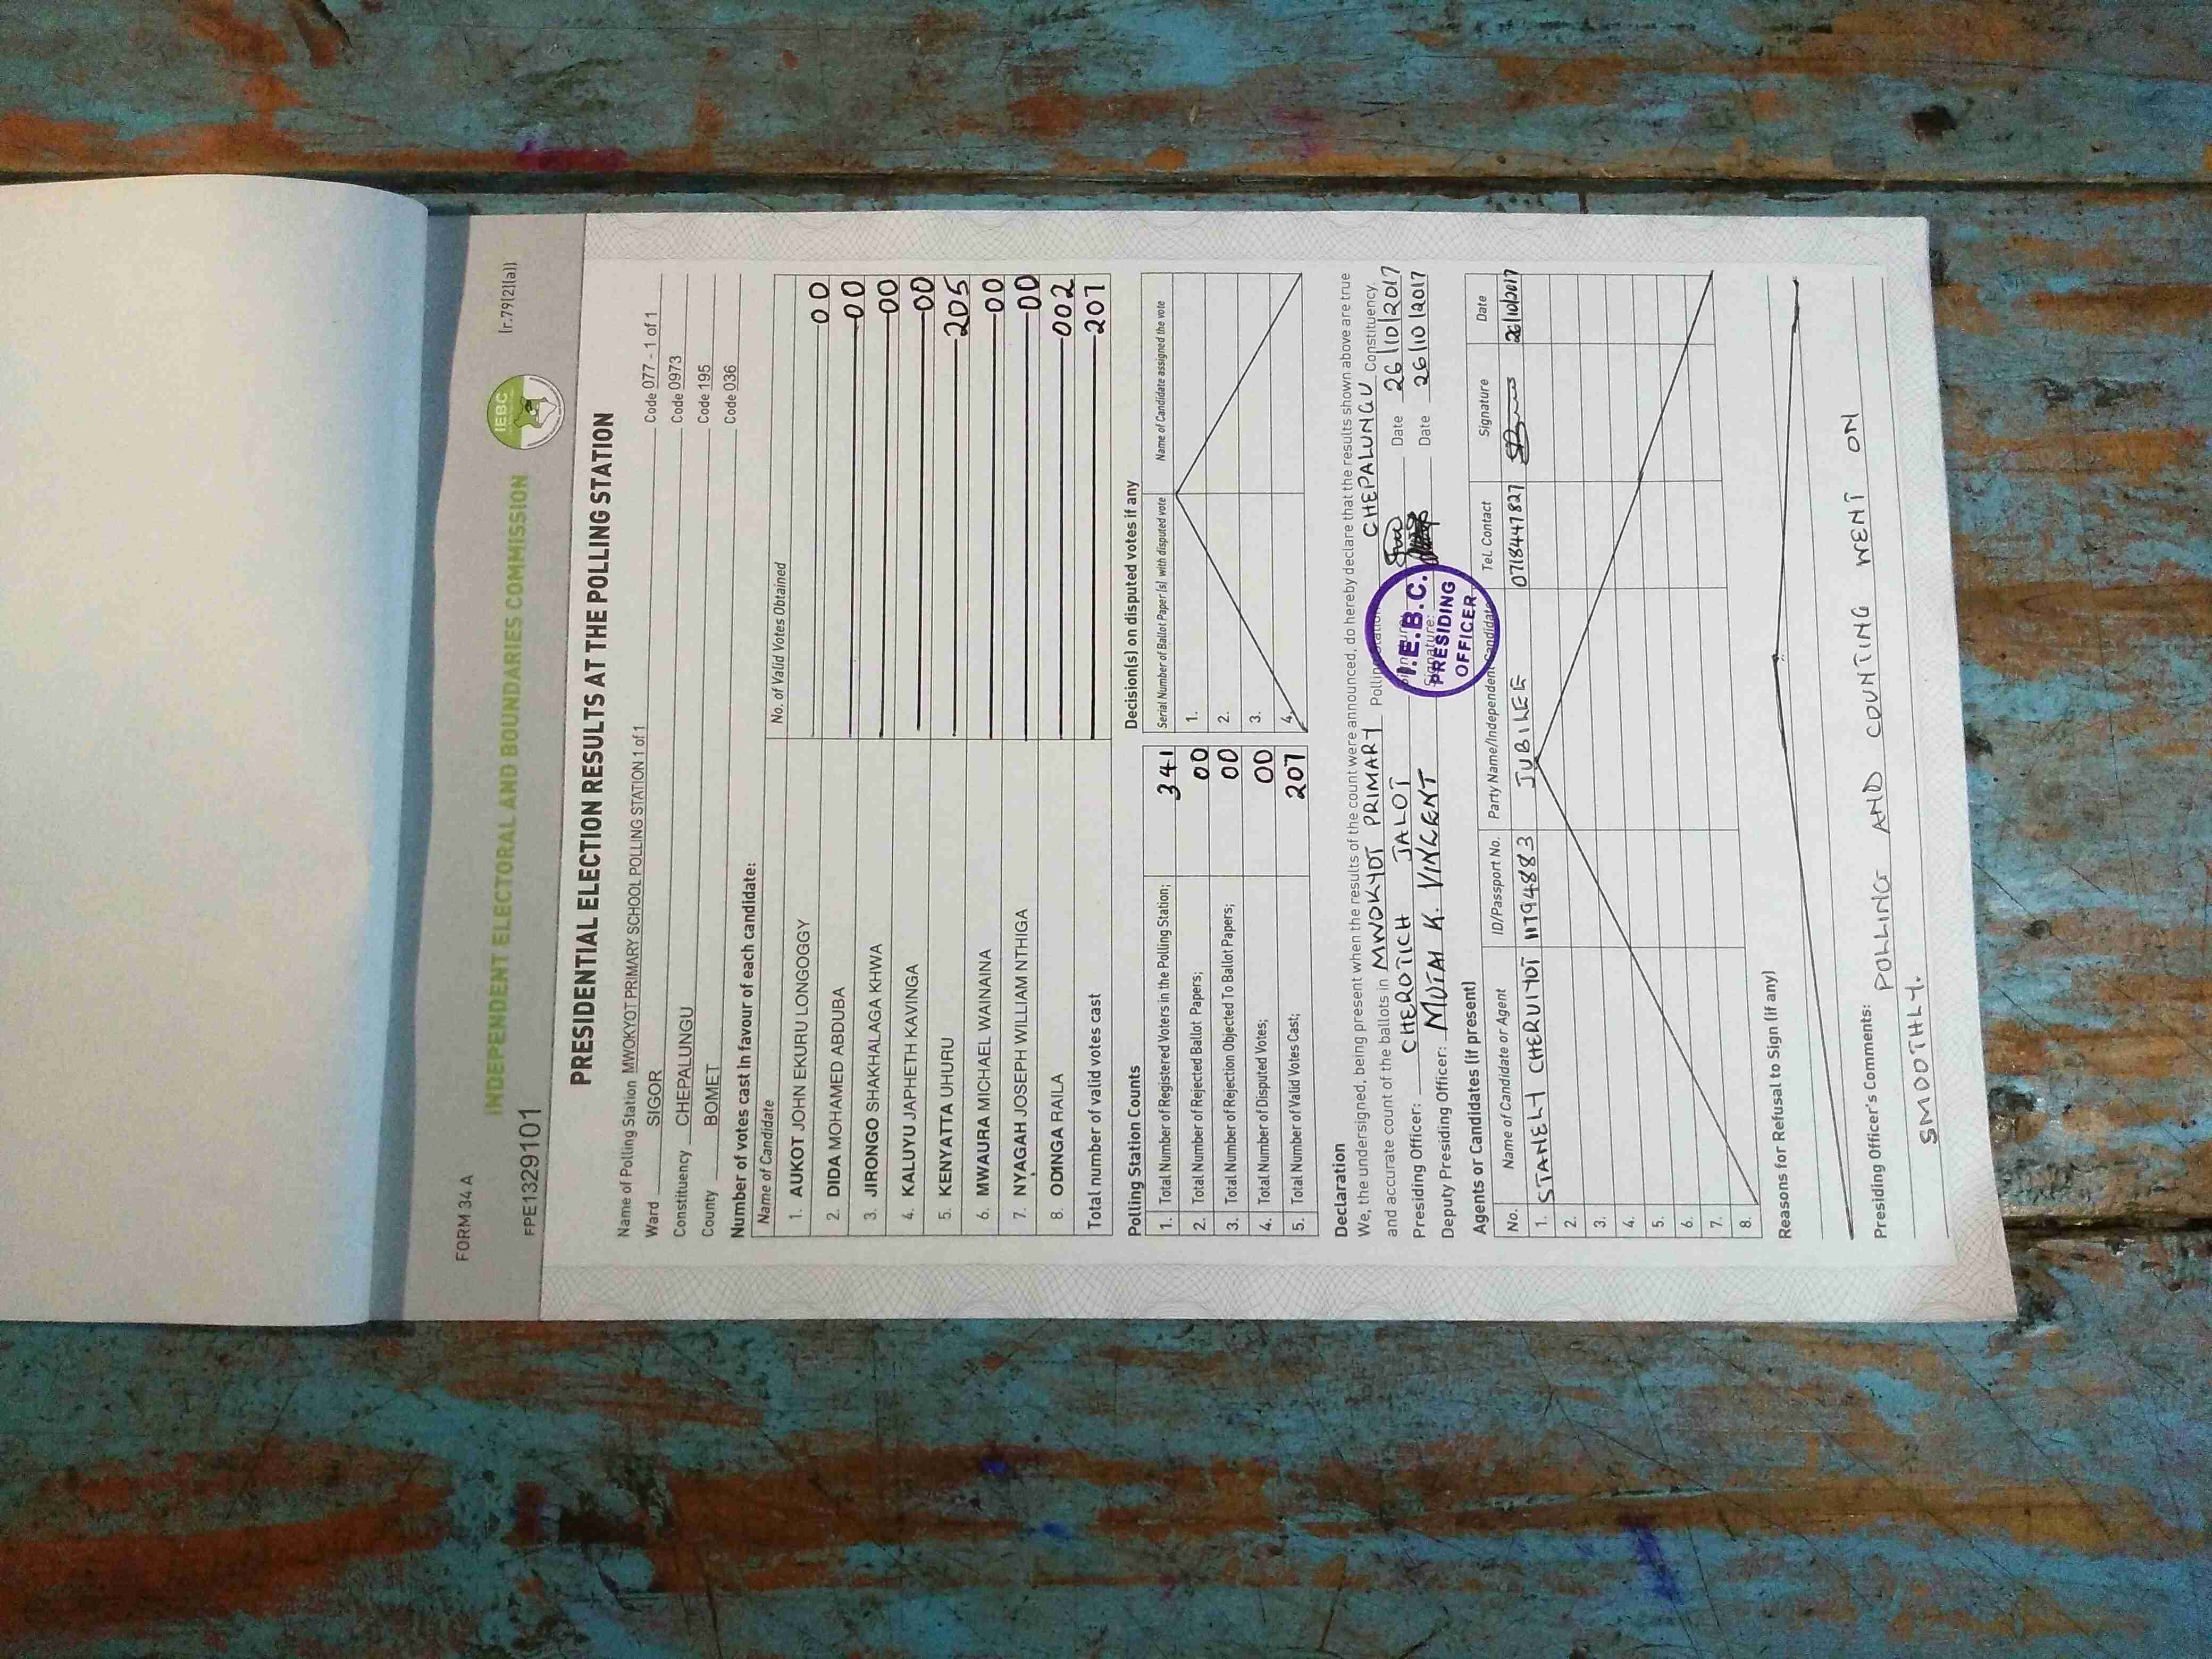 FORM 34 A
(r.79(2)(a))
INDEPENDENT ELECTORAL AND BOUNDARIES COMMISSION
IEBC
FPE1329101
PRESIDENTIAL ELECTION RESULTS AT THE POLLING STATION
Name of Polling Station MWOKYOT PRIMARY SCHOOL POLLING STATION 1 of 1 Code 077 - 1 of 1
Ward SIGOR Code 0973
Constituency CHEPALUNGU Code 195
County BOMET Code 036
Number of votes cast in favour of each candidate:
Name of Candidate No. of Valid Votes Obtained
1. AUKOT JOHN EKURU LONGOGGY 00
2. DIDA MOHAMED ABDUBA 00
3. JIRONGO SHAKHALAGA KHWA 00
4. KALUYU JAPHETH KAVINGA 00
5. KENYATTA UHURU 205
6. MWAURA MICHAEL WAINAINA 00
7. NYAGAH JOSEPH WILLIAM NTHIGA 00
8. ODINGA RAILA 002
Total number of valid votes cast 207
Polling Station Counts
1. Total Number of Registered Voters in the Polling Station; 341
2. Total Number of Rejected Ballot Papers; 00
3. Total Number of Rejection Objected To Ballot Papers; 00
4. Total Number of Disputed Votes; 00
5. Total Number of Valid Votes Cast; 207
Decision(s) on disputed votes if any
Serial Number of Ballot Paper(s) with disputed vote Name of Candidate assigned the vote
1.
2.
3.
4.
Declaration
We, the undersigned, being present when the results of the count were announced, do hereby declare that the results shown above are true
and accurate count of the ballots in MWOKYOT PRIMARY Polling Station, CHEPALUNGU Constituency.
Presiding Officer: CHEROTICH JALOT Signature: Date 26/10/2017
Deputy Presiding Officer: MUTAI K. VINCENT Signature: Date 26/10/2017
I.E.B.C.
PRESIDING
OFFICER
Agents or Candidates (if present)
No. Name of Candidate or Agent ID/Passport No. Party Name/Independent Candidate Tel. Contact Signature Date
1. STANELY CHERUIYOT 11794883 JUBILEE 0718447827 26/10/2017
2.
3.
4.
5.
6.
7.
8.
Reasons for Refusal to Sign (if any)
Presiding Officer's Comments: POLLING AND COUNTING WENT ON
SMOOTHLY.